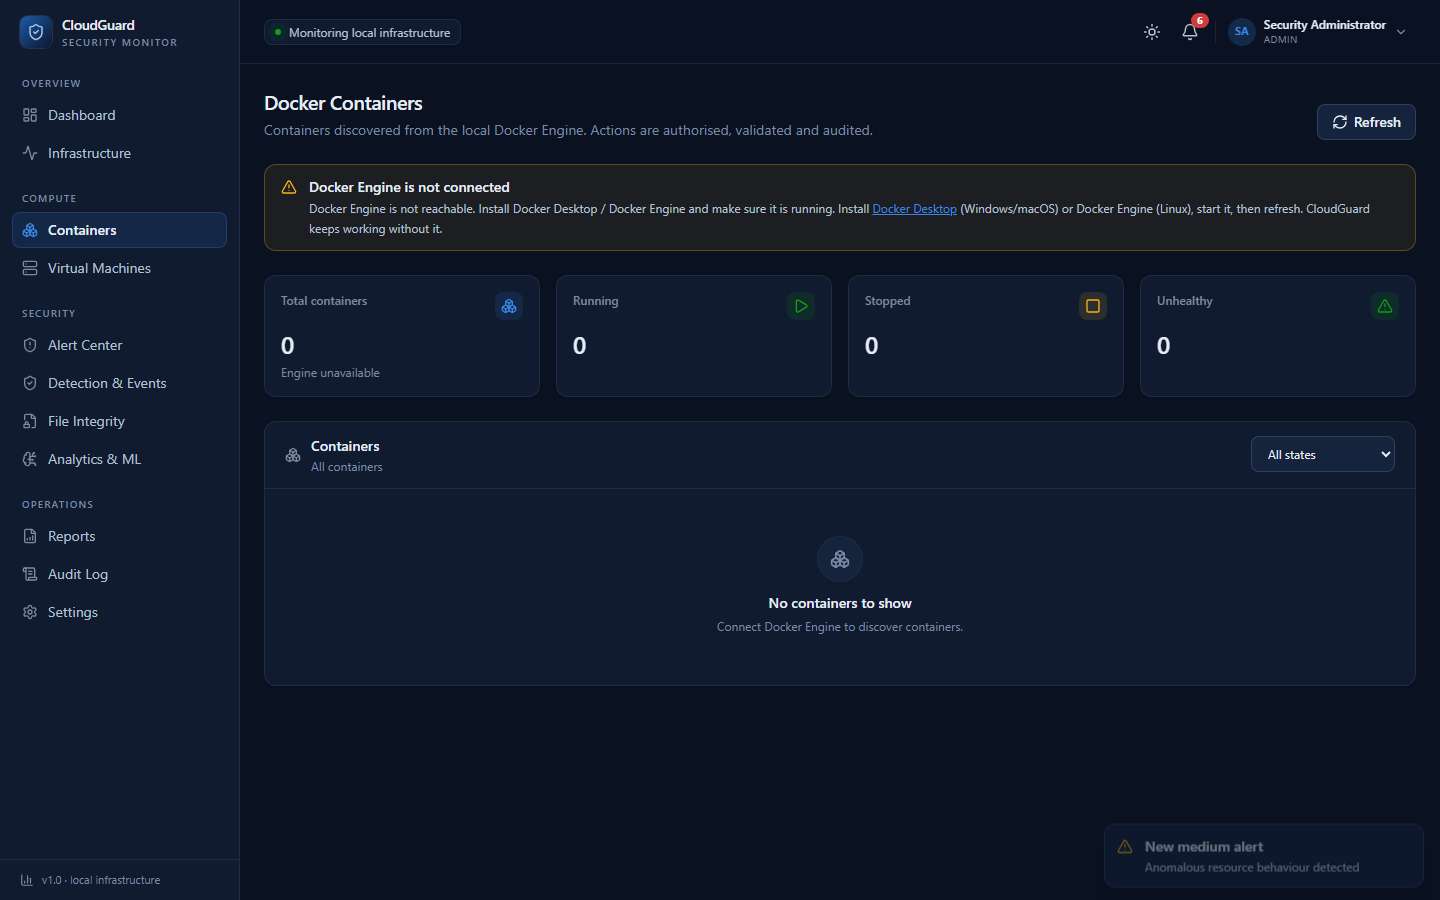 CloudGuard
SECURITY MONITOR
OVERVIEW
Dashboard
Infrastructure
COMPUTE
Containers
Virtual Machines
SECURITY
Alert Center
Detection & Events
File Integrity
Analytics & ML
OPERATIONS
Reports
Audit Log
Settings
v1.0 · local infrastructure
Monitoring local infrastructure
6
SA
Security Administrator
ADMIN
Docker Containers
Containers discovered from the local Docker Engine. Actions are authorised, validated and audited.
Refresh
Docker Engine is not connected
Docker Engine is not reachable. Install Docker Desktop / Docker Engine and make sure it is running. Install Docker Desktop (Windows/macOS) or Docker Engine (Linux), start it, then refresh. CloudGuard
keeps working without it.
Total containers
0
Engine unavailable
Running
0
Stopped
0
Unhealthy
0
Containers
All containers
All states
No containers to show
Connect Docker Engine to discover containers.
New medium alert
Anomalous resource behaviour detected